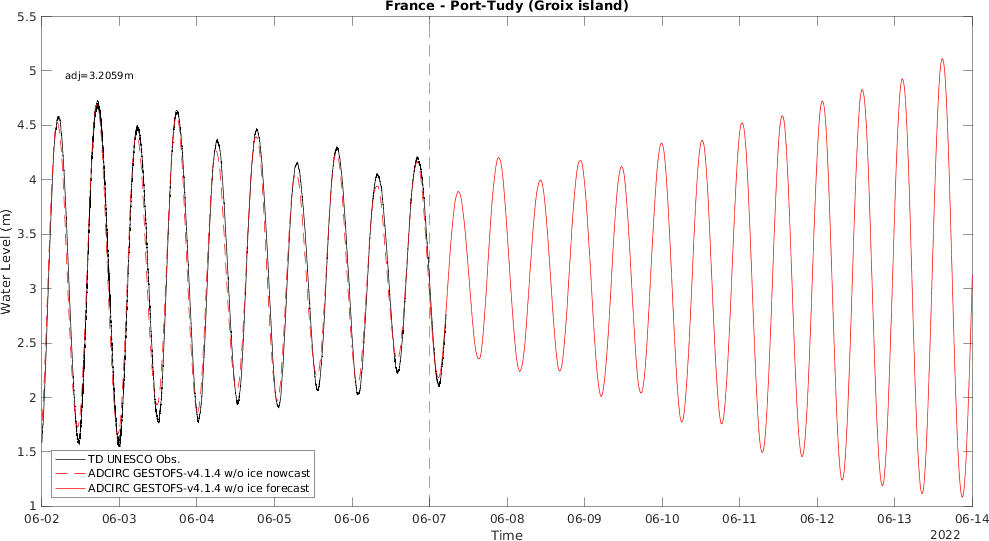 France - Port-Tudy (Groix island)
5.5
5
4.5
4
3.5
3
2.5
2
1.5
1
Water Level (m)
adj=3.2059m
TD UNESCO Obs.
ADCIRC GESTOFS-v4.1.4 w/o ice nowcast
ADCIRC GESTOFS-v4.1.4 w/o ice forecast
06-02 06-03 06-04 06-05 06-06 06-07 06-08 06-09 06-10 06-11 06-12 06-13 06-14
Time
2022